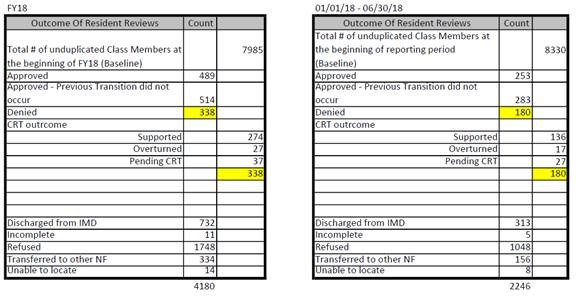 FY18
Outcome Of Resident Reviews Count
Total # of unduplicated Class Members at
the beginning of FY18 (Baseline) 7985
Approved 489
Approved - Previous Transition did not
occur 514
Denied 338
CRT outcome
Supported 274
Overturned 27
Pending CRT 37
338
Discharged from IMD 732
Incomplete 11
Refused 1748
Transferred to other NF 334
Unable to locate 14
4180
01/01/18 - 06/30/18
Outcome Of Resident Reviews Count
Total # of unduplicated Class Members at
the beginning of reporting period
(Baseline) 8330
Approved 253
Approved - Previous Transition did not
occur 283
Denied 180
CRT outcrome
Supported 136
Overturned 17
Pending CRT 27
180
Discharged from IMD 313
Incomplete 5
Refused 1048
Transferred to other NF 156
Unable to locate 8
2246